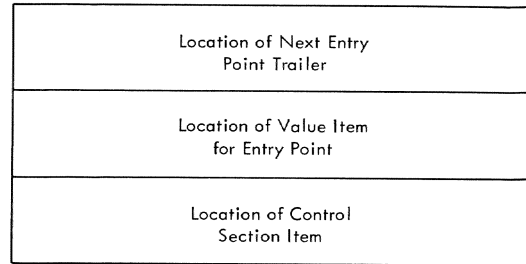 Location of Next Entry
Point Trailer
Location of Value Item
for Entry Point
Location of Control
Section Item